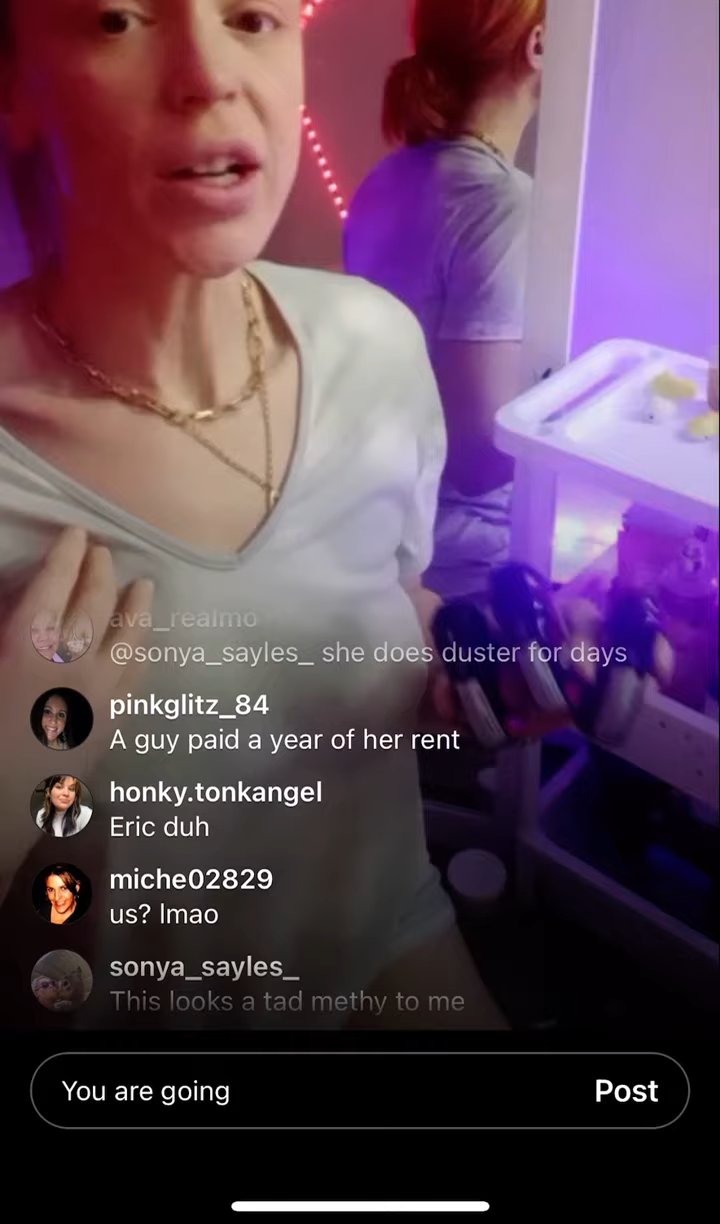 ava_realmo
@sonya_sayles_ she does duster for days
pinkglitz_84
A guy paid a year of her rent
honky.tonkangel
Eric duh
miche02829
us? lmao
sonya_sayles_
This looks a tad methy to me
You are going
Post